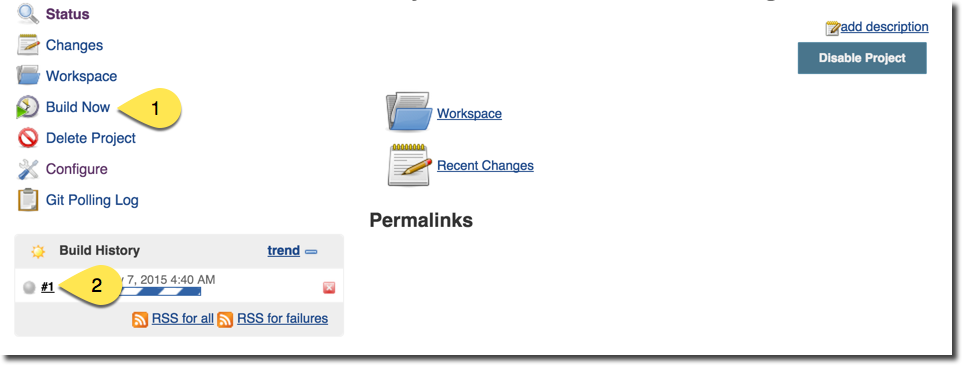 Status
Changes
Workspace
Build Now
1
Delete Project
Configure
Git Polling Log
Build History
trend
#1
2
7, 2015 4:40 AM
RSS for all
RSS for failures
add description
Disable Project
Workspace
Recent Changes
Permalinks